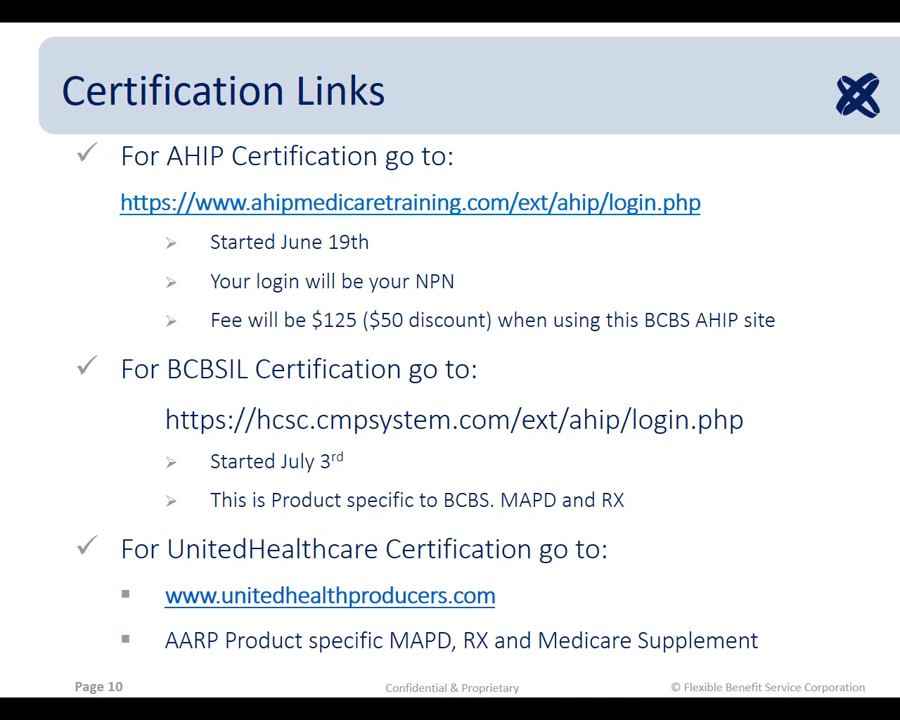 Certification Links
For AHIP Certification go to:
https://www.ahipmedicaretraining.com/ext/ahip/login.php
Started June 19th
Your login will be your NPN
Fee will be $125 ($50 discount) when using this BCBS AHIP site
For BCBSIL Certification go to:
https://hcsc.cmpsystem.com/ext/ahip/login.php
Started July 3rd
This is Product specific to BCBS. MAPD and RX
For UnitedHealthcare Certification go to:
www.unitedhealthproducers.com
AARP Product specific MAPD, RX and Medicare Supplement
Page 10
Confidential & Proprietary
© Flexible Benefit Service Corporation